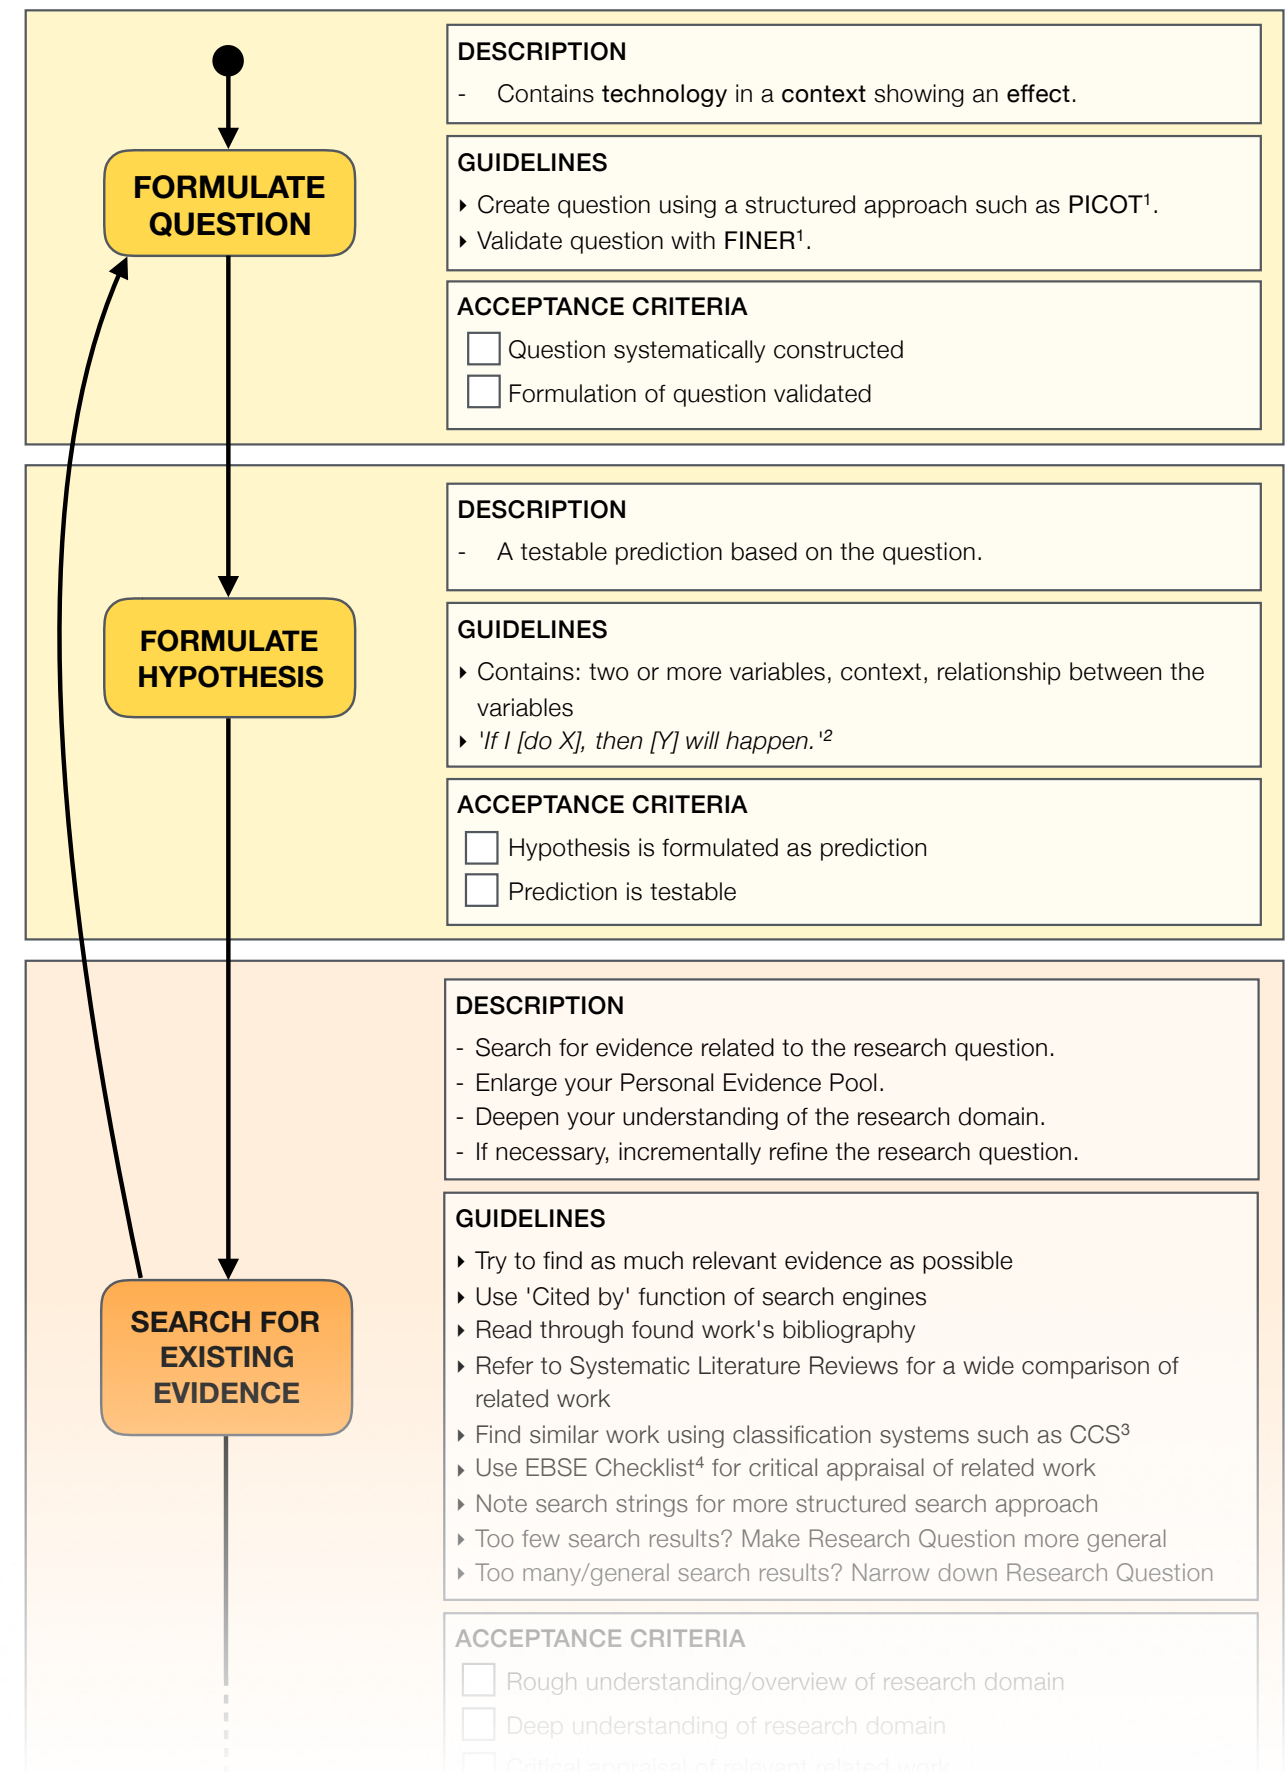 FORMULATE
QUESTION
DESCRIPTION
- Contains technology in a context showing an effect.
GUIDELINES
‣ Create question using a structured approach such as PICOT¹.
‣ Validate question with FINER¹.
ACCEPTANCE CRITERIA
Question systematically constructed
Formulation of question validated
FORMULATE
HYPOTHESIS
DESCRIPTION
- A testable prediction based on the question.
GUIDELINES
‣ Contains: two or more variables, context, relationship between the
variables
‣ 'If I [do X], then [Y] will happen.'²
ACCEPTANCE CRITERIA
Hypothesis is formulated as prediction
Prediction is testable
SEARCH FOR
EXISTING
EVIDENCE
DESCRIPTION
- Search for evidence related to the research question.
- Enlarge your Personal Evidence Pool.
- Deepen your understanding of the research domain.
- If necessary, incrementally refine the research question.
GUIDELINES
‣ Try to find as much relevant evidence as possible
‣ Use 'Cited by' function of search engines
‣ Read through found work's bibliography
‣ Refer to Systematic Literature Reviews for a wide comparison of
related work
‣ Find similar work using classification systems such as CCS³
‣ Use EBSE Checklist⁴ for critical appraisal of related work
‣ Note search strings for more structured search approach
‣ Too few search results? Make Research Question more general
‣ Too many/general search results? Narrow down Research Question
ACCEPTANCE CRITERIA
Rough understanding/overview of research domain
Deep understanding of research domain
Critical appraisal of relevant related work